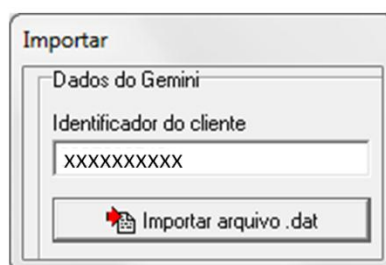 Importar
Dados do Gemini
Identificador do cliente
xxxxxxxxxx
Importar arquivo .dat